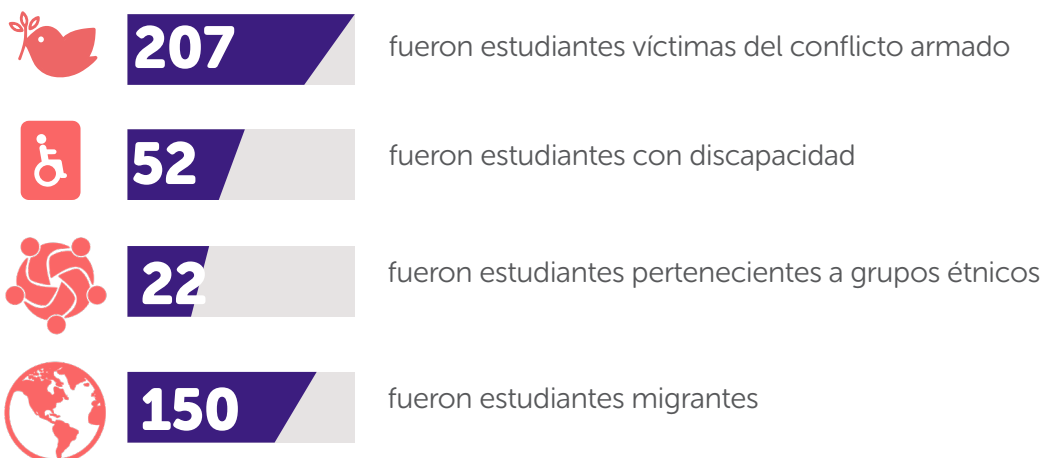 207 fueron estudiantes víctimas del conflicto armado
52 fueron estudiantes con discapacidad
22 fueron estudiantes pertenecientes a grupos étnicos
150 fueron estudiantes migrantes